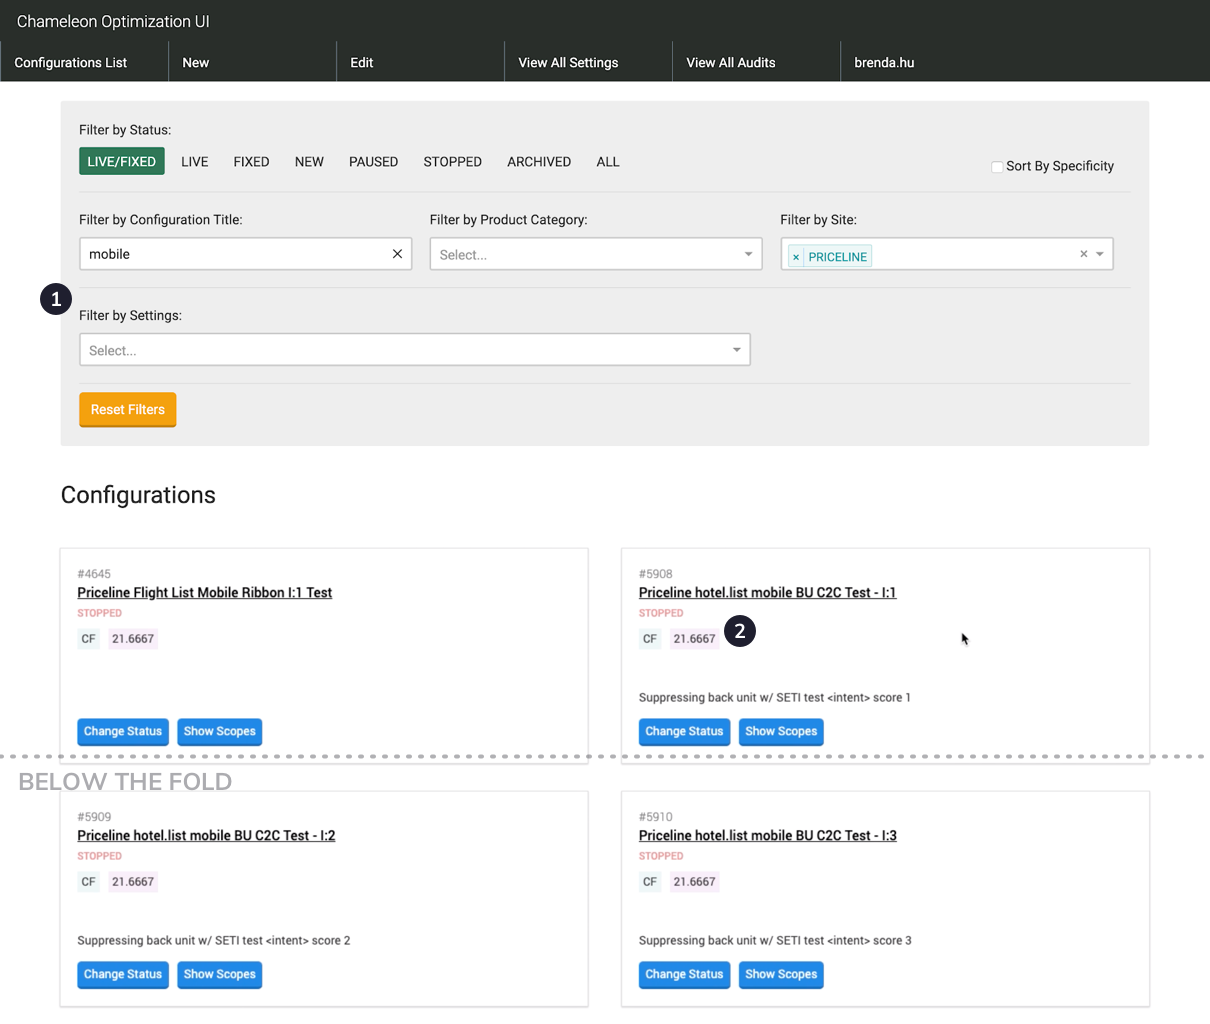 Chameleon Optimization UI
Configurations List New Edit View All Settings View All Audits brenda.hu
Filter by Status:
LIVE/FIXED LIVE FIXED NEW PAUSED STOPPED ARCHIVED ALL
Sort By Specificity
Filter by Configuration Title: Filter by Product Category: Filter by Site:
mobile × Select... × PRICELINE ×
1
Filter by Settings:
Select...
Reset Filters
Configurations
#4645
Priceline Flight List Mobile Ribbon I:1 Test
STOPPED
CF 21.6667
Change Status Show Scopes
#5908
Priceline hotel.list mobile BU C2C Test - I:1
STOPPED
CF 21.6667 2
Suppressing back unit w/ SETI test <intent> score 1
Change Status Show Scopes
BELOW THE FOLD
#5909
Priceline hotel.list mobile BU C2C Test - I:2
STOPPED
CF 21.6667
Suppressing back unit w/ SETI test <intent> score 2
Change Status Show Scopes
#5910
Priceline hotel.list mobile BU C2C Test - I:3
STOPPED
CF 21.6667
Suppressing back unit w/ SETI test <intent> score 3
Change Status Show Scopes